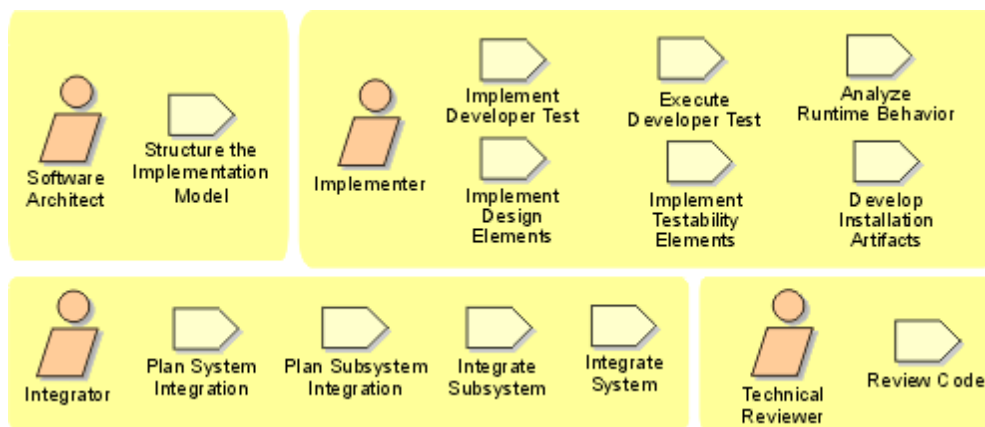 Software
Architect
Structure the
Implementation
Model
Implementer
Implement
Developer Test
Execute
Developer Test
Analyze
Runtime Behavior
Implement
Design
Elements
Implement
Testability
Elements
Develop
Installation
Artifacts
Integrator
Plan System
Integration
Plan Subsystem
Integration
Integrate
Subsystem
Integrate
System
Technical
Reviewer
Review Code